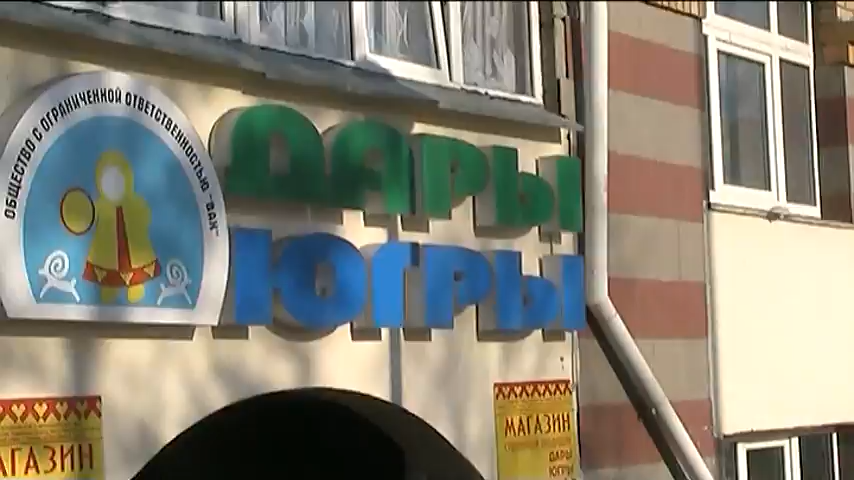 ОБЩЕСТВО С ОГРАНИЧЕННОЙ ОТВЕТСТВЕННОСТЬЮ "ВАК"
ДАРЫ
ЮГРЫ
АГАЗИН
МАГАЗИН
ДАРЫ
ЮГРЫ